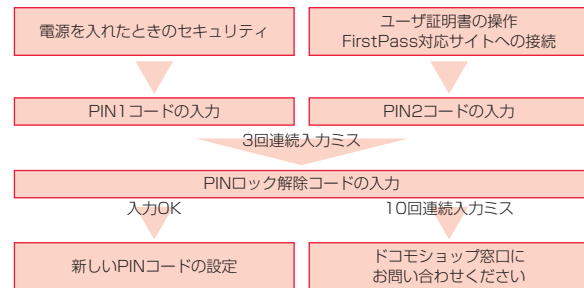 電源を入れたときのセキュリティ
ユーザ証明書の操作
FirstPass対応サイトへの接続
PIN1コードの入力
PIN2コードの入力
3回連続入力ミス
PINロック解除コードの入力
入力OK
10回連続入力ミス
新しいPINコードの設定
ドコモショップ窓口に
お問い合わせください